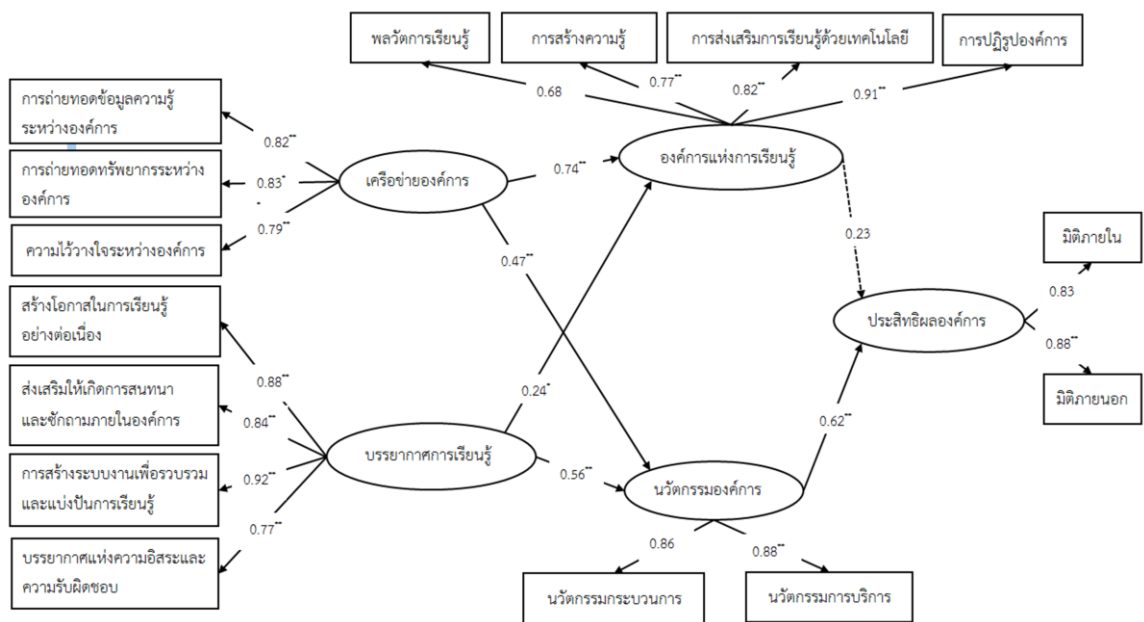 พลวัตการเรียนรู้
การสร้างความรู้
การส่งเสริมการเรียนรู้ด้วยเทคโนโลยี
การปฏิรูปองค์การ
0.68
0.77**
0.82**
0.91**
การถ่ายทอดข้อมูลความรู้
ระหว่างองค์การ
0.82**
การถ่ายทอดทรัพยากรระหว่าง
องค์การ
0.83*
-
ความไว้วางใจระหว่างองค์การ
0.79**
เครือข่ายองค์การ
0.74**
องค์การแห่งการเรียนรู้
0.47**
0.23
มิติภายใน
0.83
ประสิทธิผลองค์การ
0.88**
มิติภายนอก
สร้างโอกาสในการเรียนรู้
อย่างต่อเนื่อง
0.88**
ส่งเสริมให้เกิดการสนทนา
และซักถามภายในองค์การ
0.84**
0.24*
0.62**
บรรยากาศการเรียนรู้
การสร้างระบบงานเพื่อรวบรวม
และแบ่งปันการเรียนรู้
0.92**
0.56**
นวัตกรรมองค์การ
0.77**
บรรยากาศแห่งความอิสระและ
ความรับผิดชอบ
0.86
0.88**
นวัตกรรมกระบวนการ
นวัตกรรมการบริการ